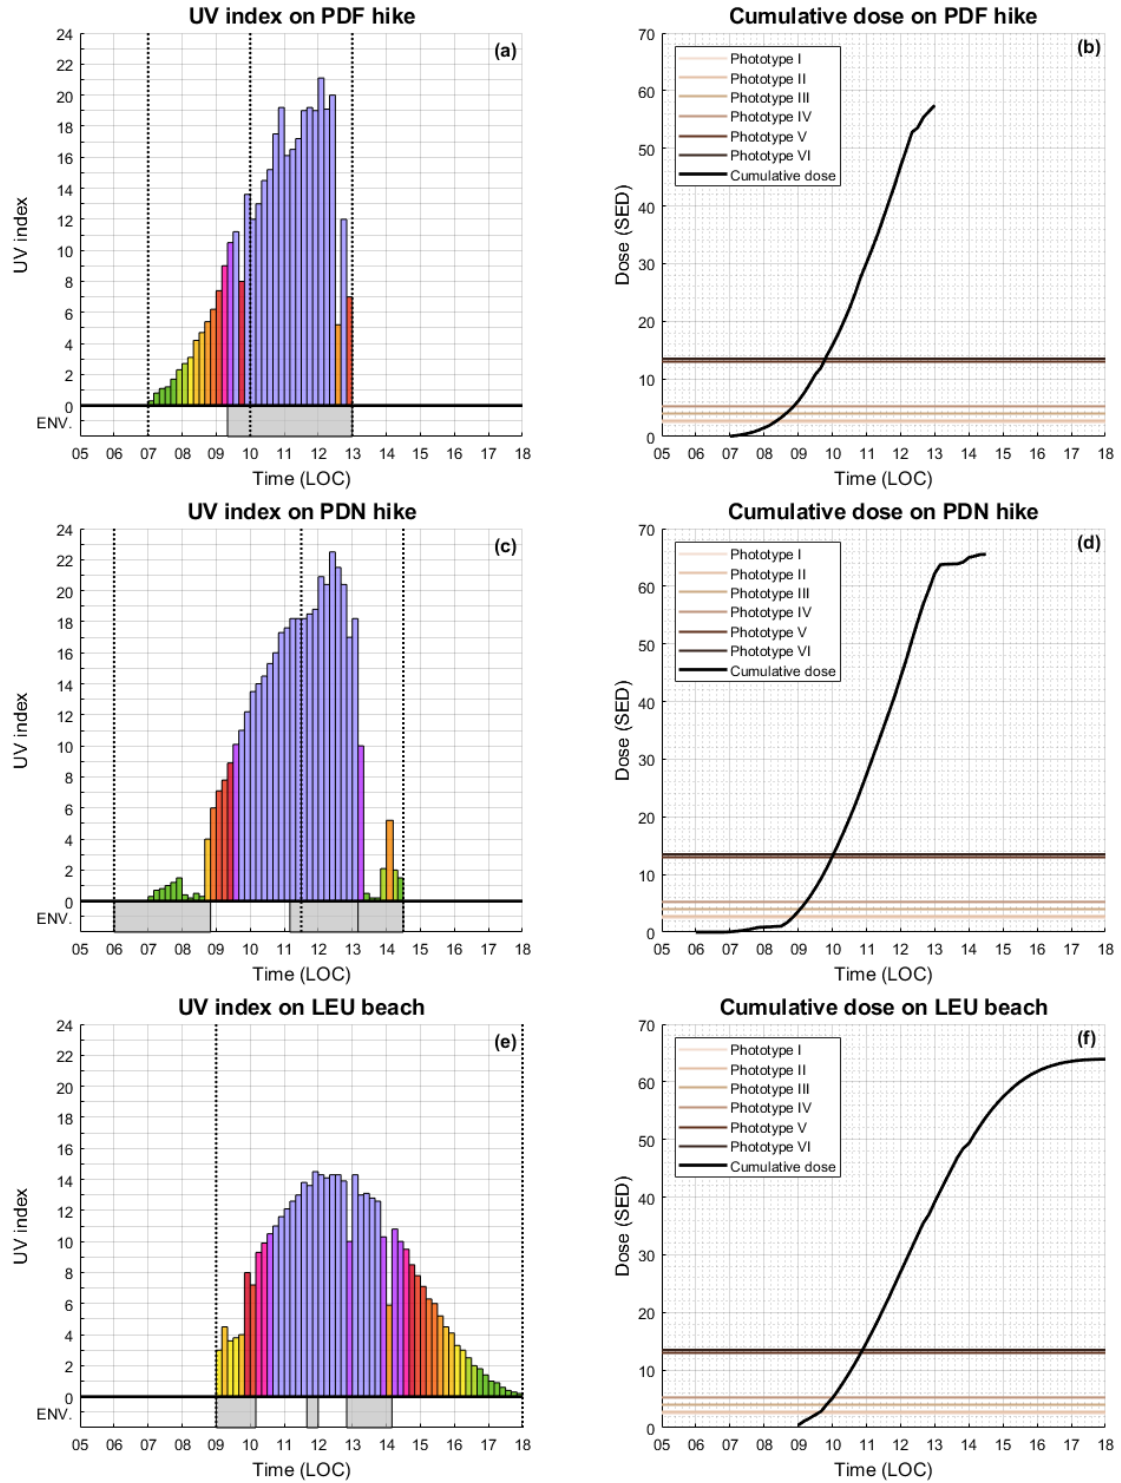 UV index on PDF hike
(a)
UV index
24
22
20
18
16
14
12
10
8
6
4
2
0
ENV.
05 06 07 08 09 10 11 12 13 14 15 16 17 18
Time (LOC)
Cumulative dose on PDF hike
(b)
Phototype I
Phototype II
Phototype III
Phototype IV
Phototype V
Phototype VI
Cumulative dose
Dose (SED)
70
60
50
40
30
20
10
0
05 06 07 08 09 10 11 12 13 14 15 16 17 18
Time (LOC)
UV index on PDN hike
(c)
UV index
24
22
20
18
16
14
12
10
8
6
4
2
0
ENV.
05 06 07 08 09 10 11 12 13 14 15 16 17 18
Time (LOC)
Cumulative dose on PDN hike
(d)
Phototype I
Phototype II
Phototype III
Phototype IV
Phototype V
Phototype VI
Cumulative dose
Dose (SED)
70
60
50
40
30
20
10
0
05 06 07 08 09 10 11 12 13 14 15 16 17 18
Time (LOC)
UV index on LEU beach
(e)
UV index
24
22
20
18
16
14
12
10
8
6
4
2
0
ENV.
05 06 07 08 09 10 11 12 13 14 15 16 17 18
Time (LOC)
Cumulative dose on LEU beach
(f)
Phototype I
Phototype II
Phototype III
Phototype IV
Phototype V
Phototype VI
Cumulative dose
Dose (SED)
70
60
50
40
30
20
10
0
05 06 07 08 09 10 11 12 13 14 15 16 17 18
Time (LOC)